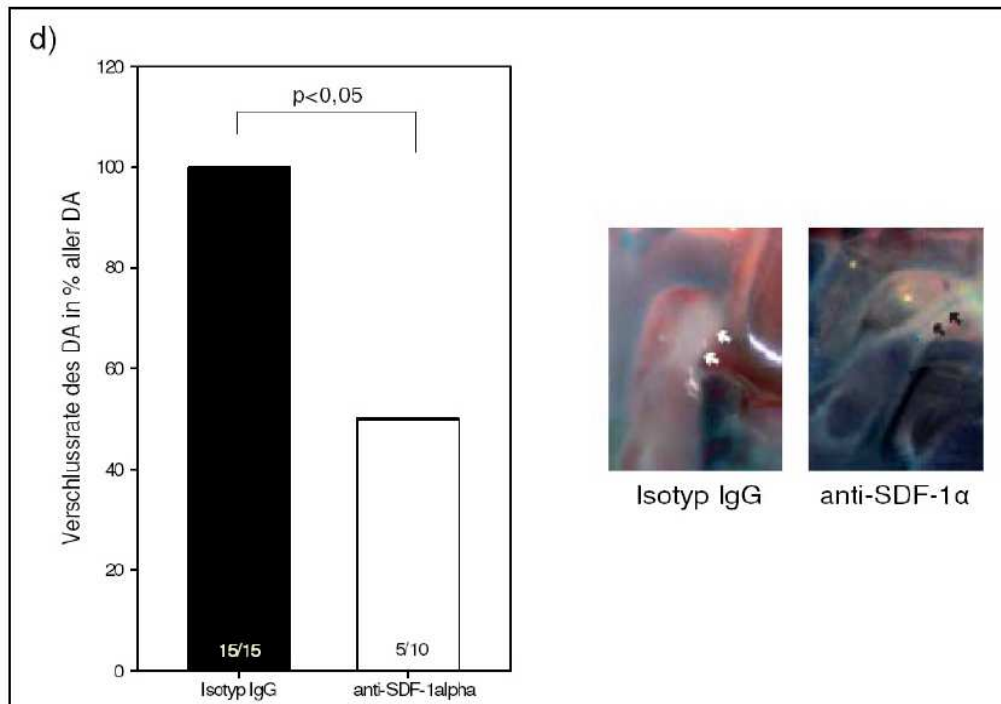 d)
Verschlussrate des DA in % aller DA
120
100
80
60
40
20
0
p<0,05
15/15
5/10
Isotyp IgG
anti-SDF-1alpha
Isotyp IgG
anti-SDF-1α